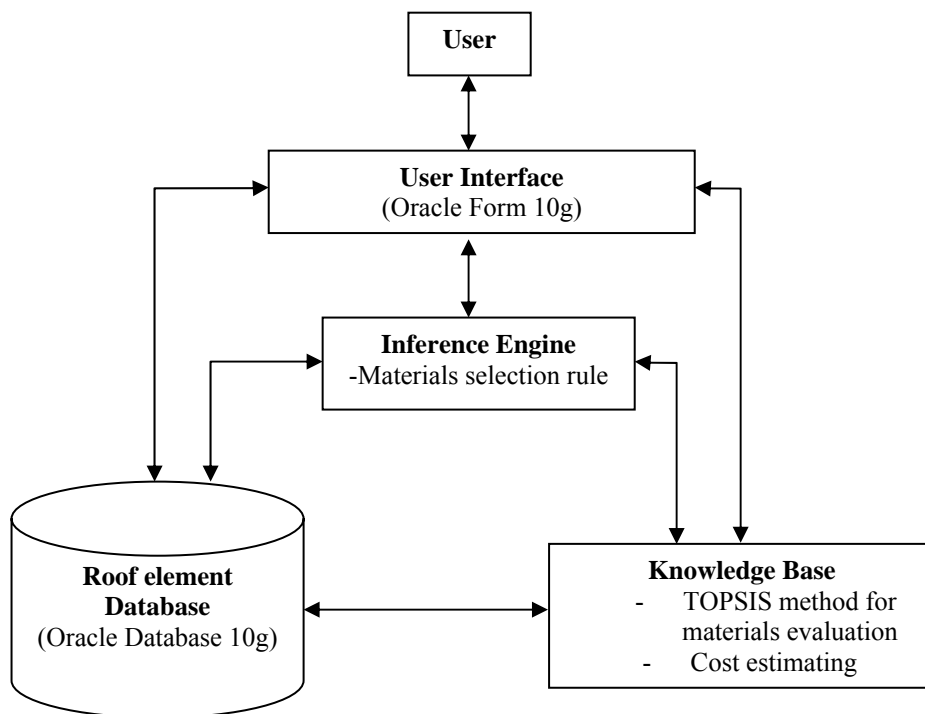 User
User Interface
(Oracle Form 10g)
Inference Engine
-Materials selection rule
Roof element
Database
(Oracle Database 10g)
Knowledge Base
- TOPSIS method for
materials evaluation
- Cost estimating